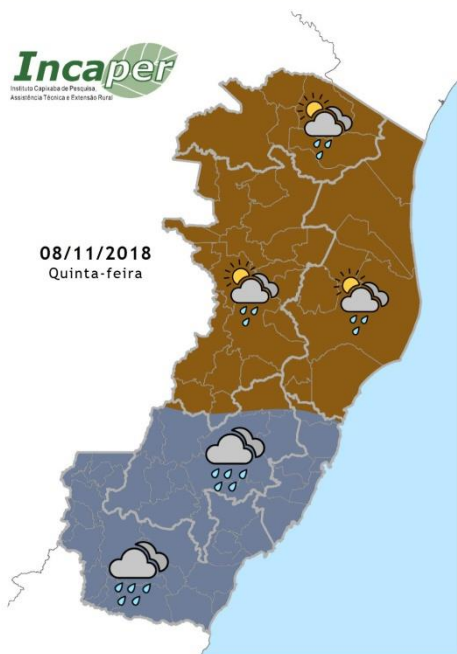 Incaper
Instituto Capixaba de Pesquisa,
Assistência Técnica e Extensão Rural
08/11/2018
Quinta-feira